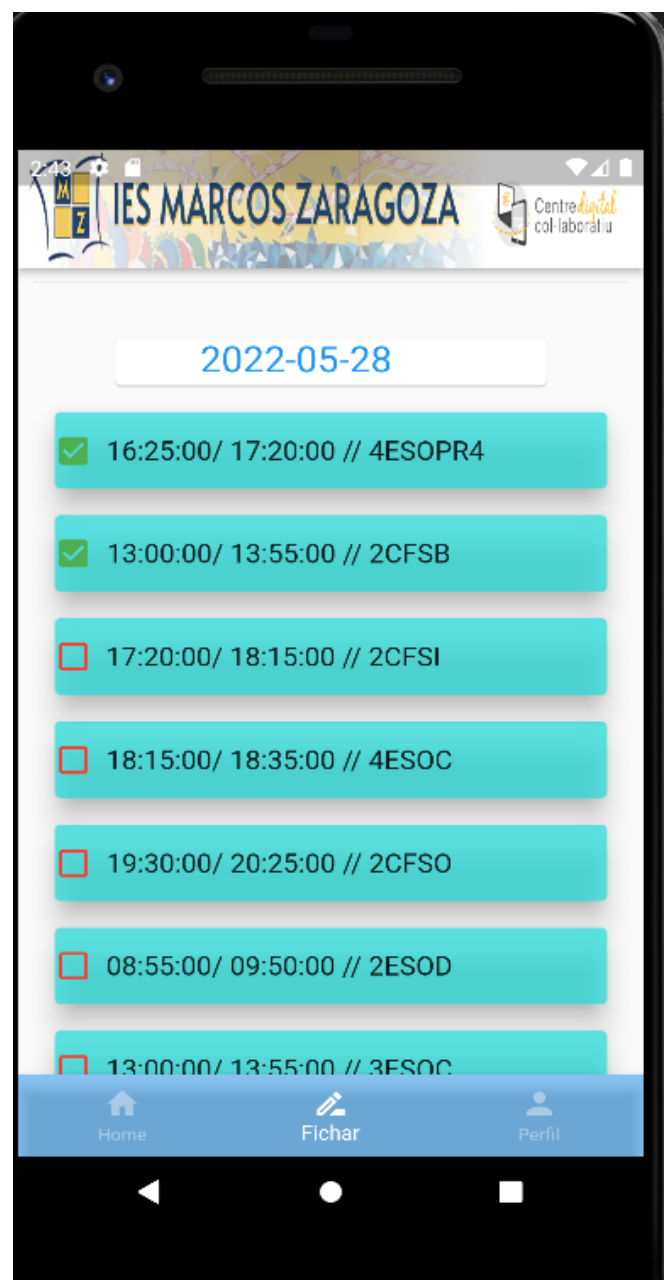 2:43
M
Z
IES MARCOS ZARAGOZA
Centre digital
col·laboratiu
2022-05-28
16:25:00/ 17:20:00 // 4ESOPR4
13:00:00/ 13:55:00 // 2CFSB
17:20:00/ 18:15:00 // 2CFSI
18:15:00/ 18:35:00 // 4ESOC
19:30:00/ 20:25:00 // 2CFSO
08:55:00/ 09:50:00 // 2ESOD
13:00:00/ 13:55:00 // 3ESOC
Home
Fichar
Perfil